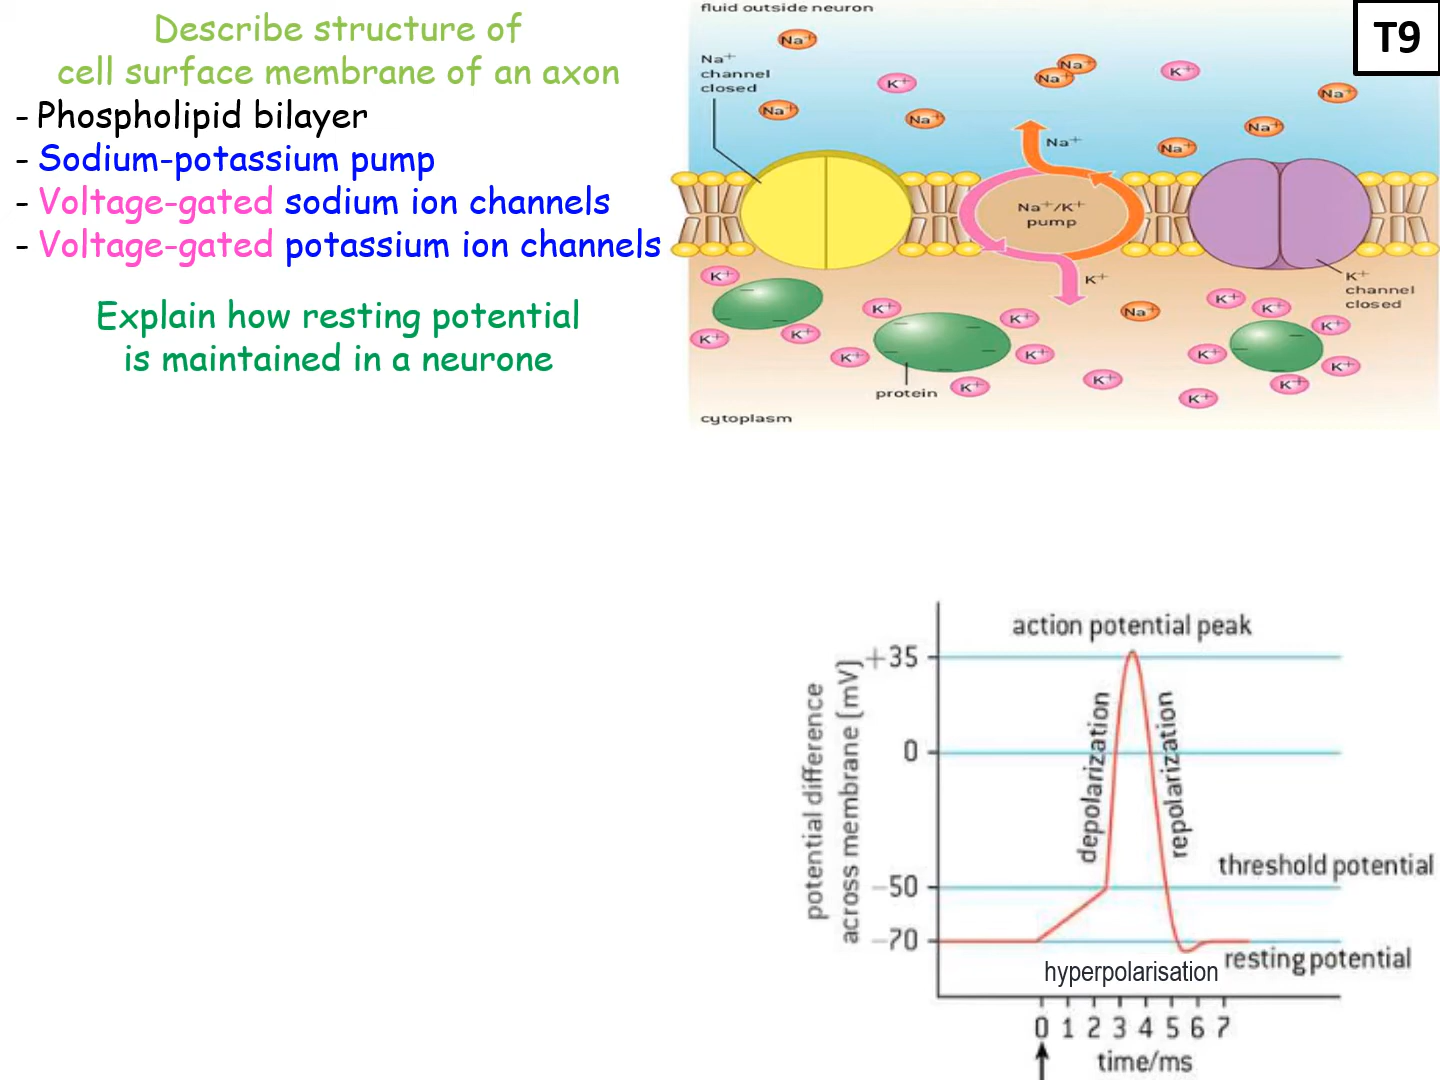 Describe structure of
cell surface membrane of an axon
- Phospholipid bilayer
- Sodium-potassium pump
- Voltage-gated sodium ion channels
- Voltage-gated potassium ion channels
Explain how resting potential
is maintained in a neurone
T9
fluid outside neuron
Na+
channel
closed
Na+
Na+
Na+
Na+
K+
K+
Na+
Na+
Na+
Na+
Na+
Na+/K+
pump
K+
K+
channel
closed
K+
K+
K+
K+
K+
K+
K+
K+
Na+
K+
K+
K+
K+
K+
K+
K+
K+
protein
cytoplasm
action potential peak
+35
0
-50
-70
potential difference
across membrane (mV)
depolarization
repolarization
threshold potential
resting potential
hyperpolarisation
0 1 2 3 4 5 6 7
time/ms